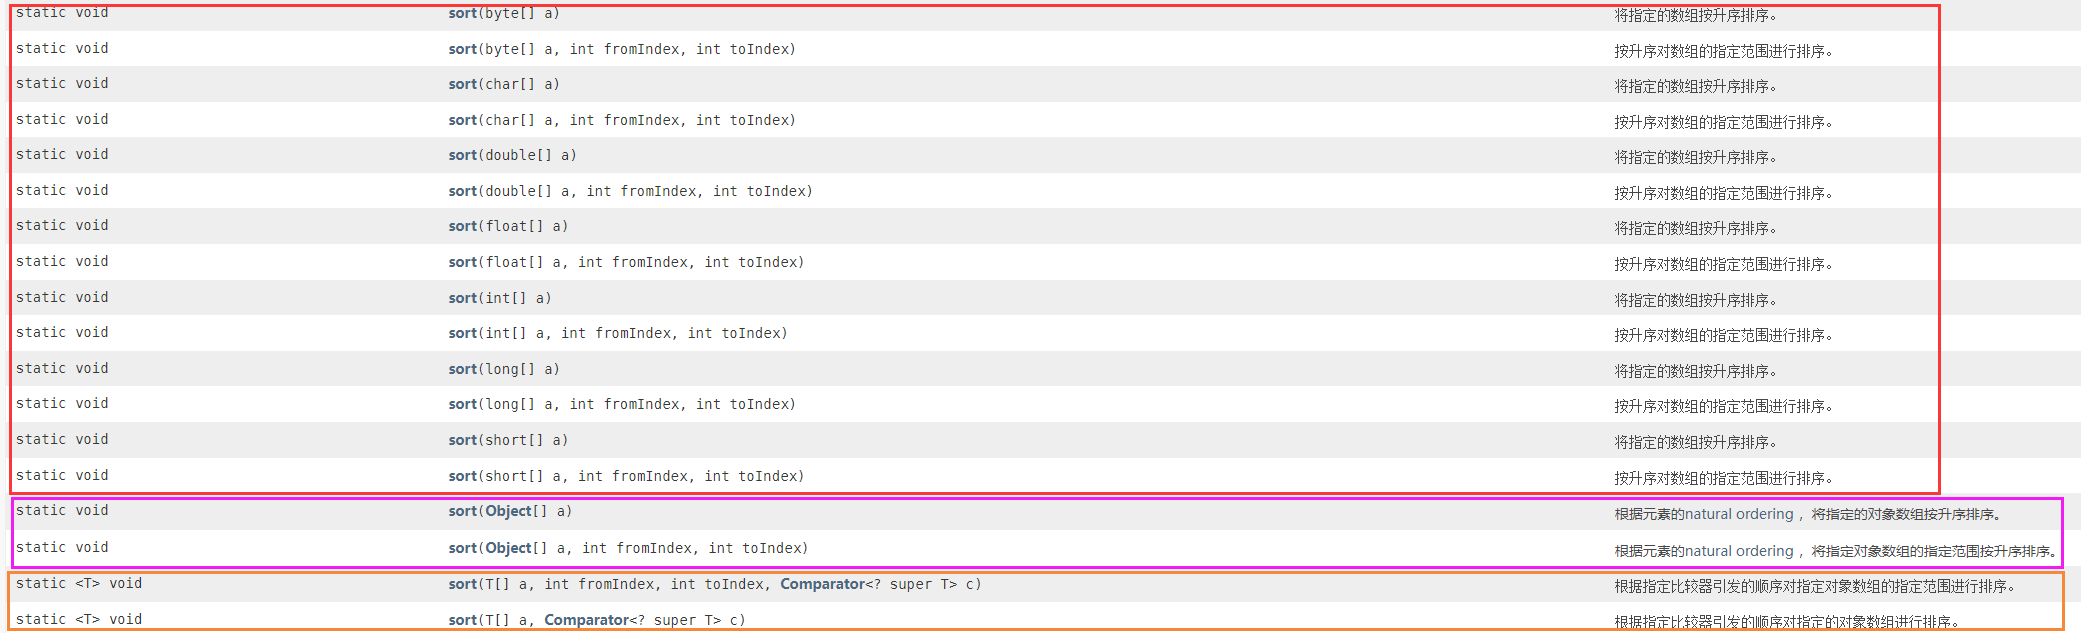 static void sort(byte[] a) 将指定的数组按升序排序。
static void sort(byte[] a, int fromIndex, int toIndex) 按升序对数组的指定范围进行排序。
static void sort(char[] a) 将指定的数组按升序排序。
static void sort(char[] a, int fromIndex, int toIndex) 按升序对数组的指定范围进行排序。
static void sort(double[] a) 将指定的数组按升序排序。
static void sort(double[] a, int fromIndex, int toIndex) 按升序对数组的指定范围进行排序。
static void sort(float[] a) 将指定的数组按升序排序。
static void sort(float[] a, int fromIndex, int toIndex) 按升序对数组的指定范围进行排序。
static void sort(int[] a) 将指定的数组按升序排序。
static void sort(int[] a, int fromIndex, int toIndex) 按升序对数组的指定范围进行排序。
static void sort(long[] a) 将指定的数组按升序排序。
static void sort(long[] a, int fromIndex, int toIndex) 按升序对数组的指定范围进行排序。
static void sort(short[] a) 将指定的数组按升序排序。
static void sort(short[] a, int fromIndex, int toIndex) 按升序对数组的指定范围进行排序。
static void sort(Object[] a) 根据元素的natural ordering ，将指定的对象数组按升序排序。
static void sort(Object[] a, int fromIndex, int toIndex) 根据元素的natural ordering ，将指定对象数组的指定范围按升序排序。
static <T> void sort(T[] a, int fromIndex, int toIndex, Comparator<? super T> c) 根据指定比较器引发的顺序对指定对象数组的指定范围进行排序。
static <T> void sort(T[] a, Comparator<? super T> c) 根据指定比较器引发的顺序对指定的对象数组进行排序。